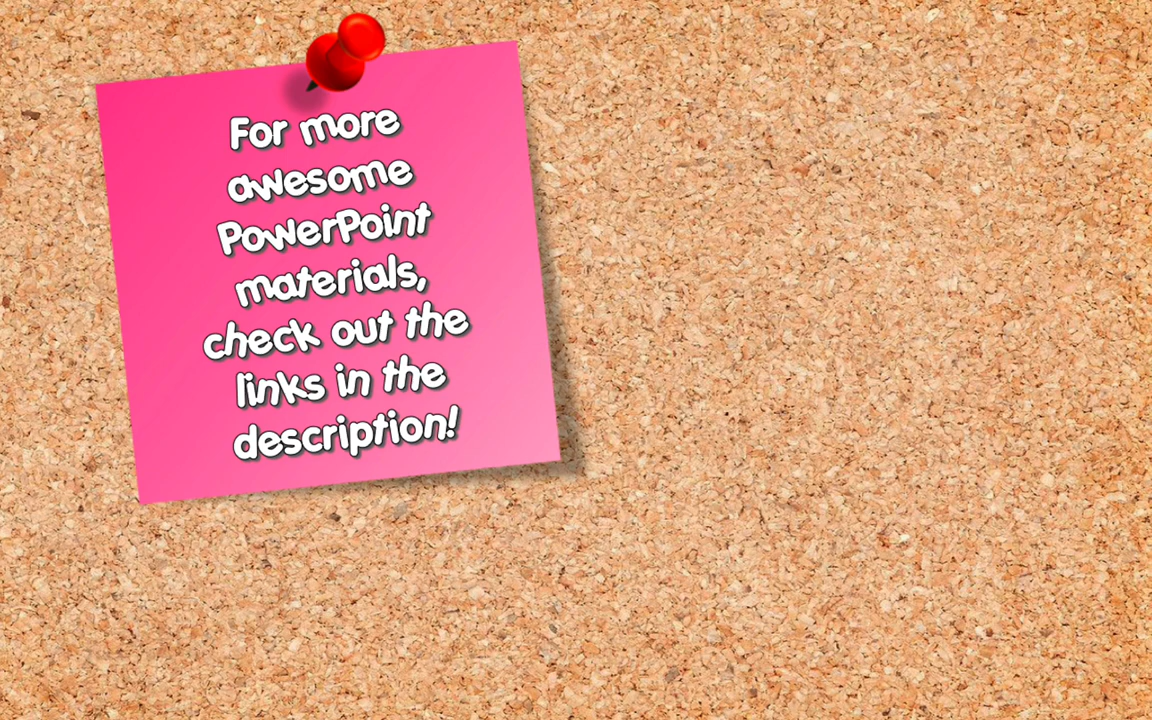 For more
awesome
PowerPoint
materials,
check out the
links in the
description!